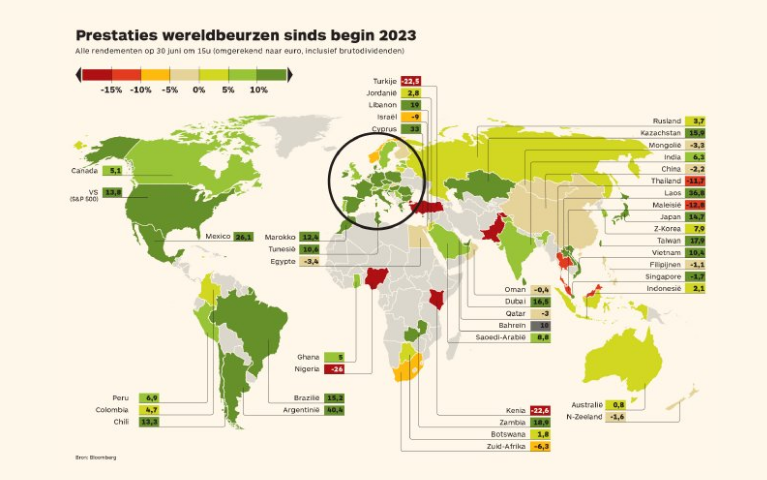 Prestaties wereldbeurzen sinds begin 2023
Alle rendementen op 30 juni om 15u (omgerekend naar euro, inclusief brutodividenden)
-15% -10% -5% 0% 5% 10%
Turkije -22,5
Jordanië 2,8
Libanon 19
Israël -9
Cyprus 33
Canada 5,1
VS 13,8
(S&P 500)
Mexico 26,1
Marokko 12,4
Tunesië 10,6
Egypte -3,4
Rusland 3,7
Kazachstan 15,9
Mongolië -3,3
India 6,3
China -2,2
Thailand -11,7
Laos 16,8
Maleisië -12,8
Japan 14,7
Z-Korea 7,9
Taiwan 17,9
Vietnam 10,4
Filipijnen -1,1
Singapore -1,7
Indonesië 2,1
Oman -0,4
Dubai 16,5
Qatar -3
Bahrein 10
Saoedi-Arabië 8,8
Ghana 5
Nigeria -26
Peru 6,9
Colombia 4,7
Chili 13,3
Brazilië 15,2
Argentinië 40,4
Kenia -22,6
Zambia 18,9
Botswana 1,8
Zuid-Afrika -6,3
Australië 0,8
N-Zeeland -1,6
Bron: Bloomberg